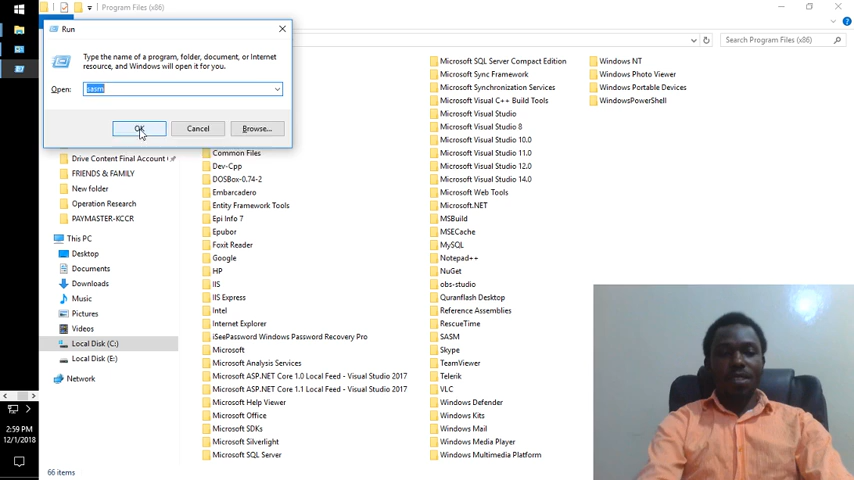 Program Files (x86)
Run
Type the name of a program, folder, document, or Internet
resource, and Windows will open it for you.
Open:
sasm
OK
Cancel
Browse...
Search Program Files (x86)
Drive Content Final Account
FRIENDS & FAMILY
New folder
Operation Research
PAYMASTER-KCCR
This PC
Desktop
Documents
Downloads
Music
Pictures
Videos
Local Disk (C:)
Local Disk (E:)
Network
Common Files
Dev-Cpp
DOSBox-0.74-2
Embarcadero
Entity Framework Tools
Epi Info 7
Epubor
Foxit Reader
Google
HP
IIS
IIS Express
Intel
Internet Explorer
iSeePassword Windows Password Recovery Pro
Microsoft
Microsoft Analysis Services
Microsoft ASP.NET Core 1.0 Local Feed - Visual Studio 2017
Microsoft ASP.NET Core 1.1 Local Feed - Visual Studio 2017
Microsoft Help Viewer
Microsoft Office
Microsoft SDKs
Microsoft Silverlight
Microsoft SQL Server
Microsoft SQL Server Compact Edition
Microsoft Sync Framework
Microsoft Synchronization Services
Microsoft Visual C++ Build Tools
Microsoft Visual Studio
Microsoft Visual Studio 8
Microsoft Visual Studio 10.0
Microsoft Visual Studio 11.0
Microsoft Visual Studio 12.0
Microsoft Visual Studio 14.0
Microsoft Web Tools
Microsoft.NET
MSBuild
MSECache
MySQL
Notepad++
NuGet
obs-studio
Quranflash Desktop
Reference Assemblies
RescueTime
SASM
Skype
TeamViewer
Telerik
VLC
Windows Defender
Windows Kits
Windows Mail
Windows Media Player
Windows Multimedia Platform
Windows NT
Windows Photo Viewer
Windows Portable Devices
WindowsPowerShell
2:59 PM
12/1/2018
66 items